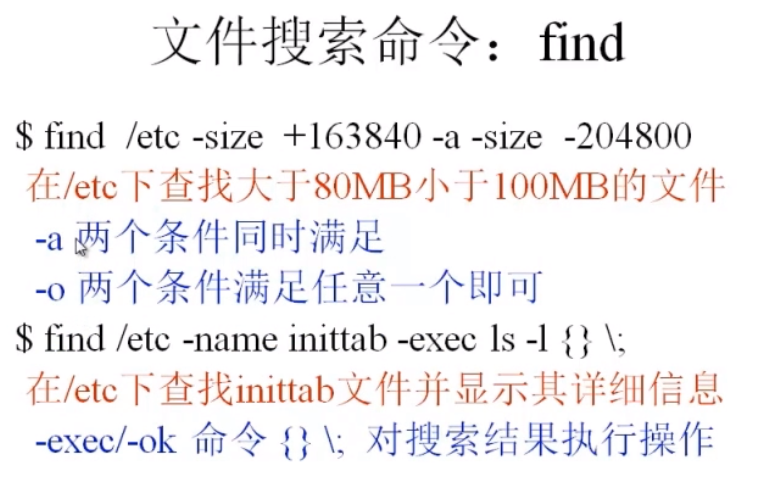 文件搜索命令：find
$ find /etc -size +163840 -a -size -204800
在/etc下查找大于80MB小于100MB的文件
-a 两个条件同时满足
-o 两个条件满足任意一个即可
$ find /etc -name inittab -exec ls -l {} \;
在/etc下查找inittab文件并显示其详细信息
-exec/-ok 命令 {} \; 对搜索结果执行操作